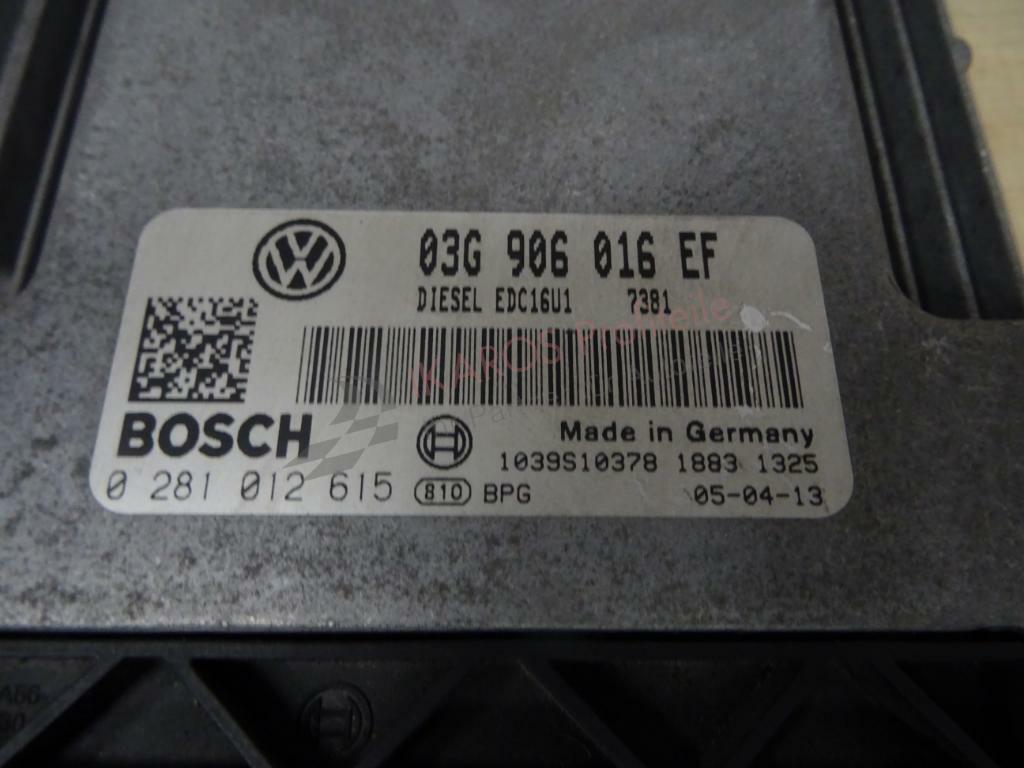 03G 906 016 EF
DIESEL EDC16U1 7381
IKAROS Profiteile
BOSCH
Made in Germany
1039S10378 1883 1325
0 281 012 615 810 BPG 05-04-13